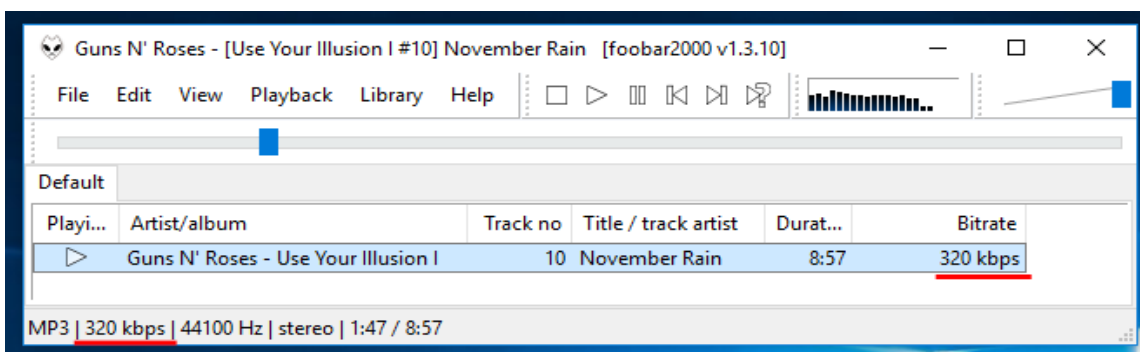 Guns N' Roses - [Use Your Illusion I #10] November Rain [foobar2000 v1.3.10]
File Edit View Playback Library Help
Default
Playi... Artist/album Track no Title / track artist Durat... Bitrate
Guns N' Roses - Use Your Illusion I 10 November Rain 8:57 320 kbps
MP3 | 320 kbps | 44100 Hz | stereo | 1:47 / 8:57